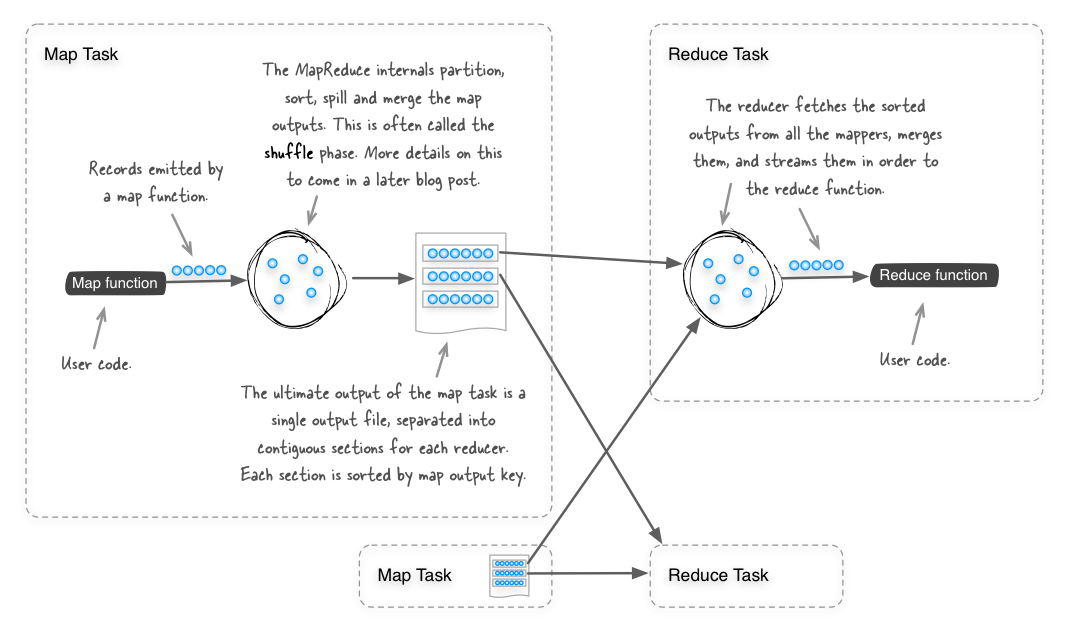 Map Task
The MapReduce internals partition,
sort, spill and merge the map
outputs. This is often called the
shuffle phase. More details on this
to come in a later blog post.
Records emitted by
a map function.
Map function
User code.
The ultimate output of the map task is a
single output file, separated into
contiguous sections for each reducer.
Each section is sorted by map output key.
Reduce Task
The reducer fetches the sorted
outputs from all the mappers, merges
them, and streams them in order to
the reduce function.
Reduce function
User code.
Map Task
Reduce Task